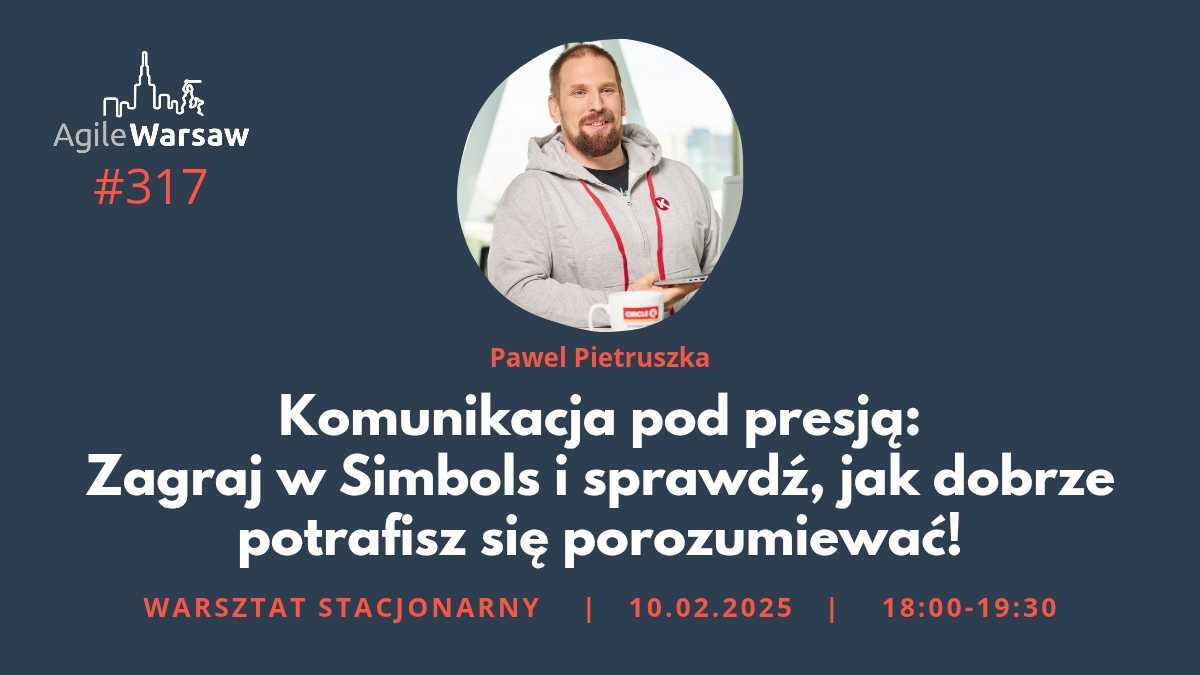 AgileWarsaw
#317
K
CIRCLE K
Pawel Pietruszka
Komunikacja pod presją:
Zagraj w Simbols i sprawdź, jak dobrze
potrafisz się porozumiewać!
WARSZTAT STACJONARNY | 10.02.2025 | 18:00-19:30